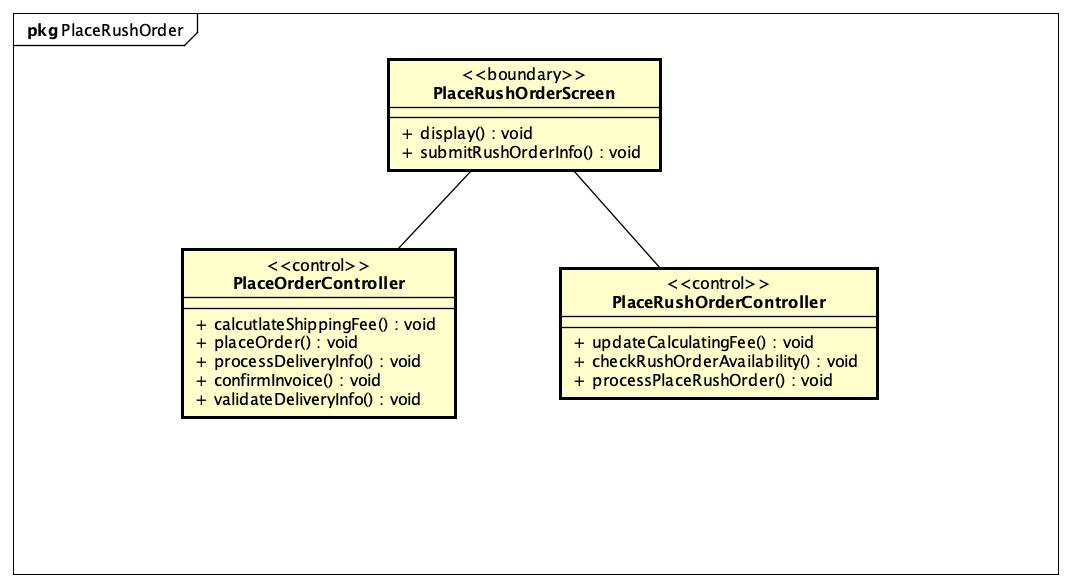 pkg PlaceRushOrder
<<boundary>>
PlaceRushOrderScreen
+ display() : void
+ submitRushOrderInfo() : void
<<control>>
PlaceOrderController
+ calcutlateShippingFee() : void
+ placeOrder() : void
+ processDeliveryInfo() : void
+ confirmInvoice() : void
+ validateDeliveryInfo() : void
<<control>>
PlaceRushOrderController
+ updateCalculatingFee() : void
+ checkRushOrderAvailability() : void
+ processPlaceRushOrder() : void